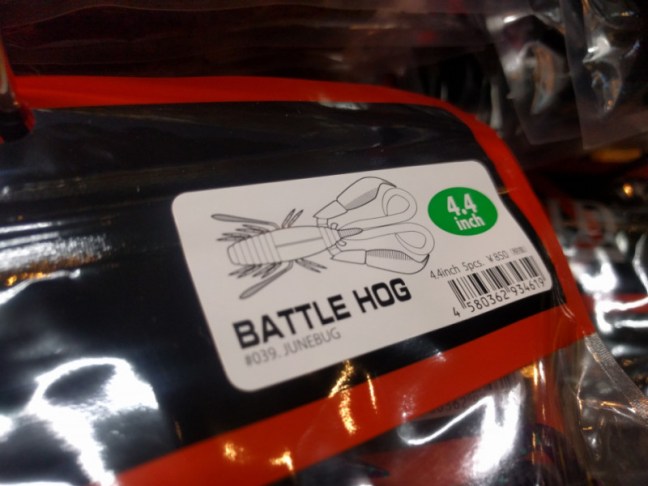 4.4
inch
4.4inch 5pcs. ¥850
4 580362 934619
BATTLE HOG
#039. JUNEBUG